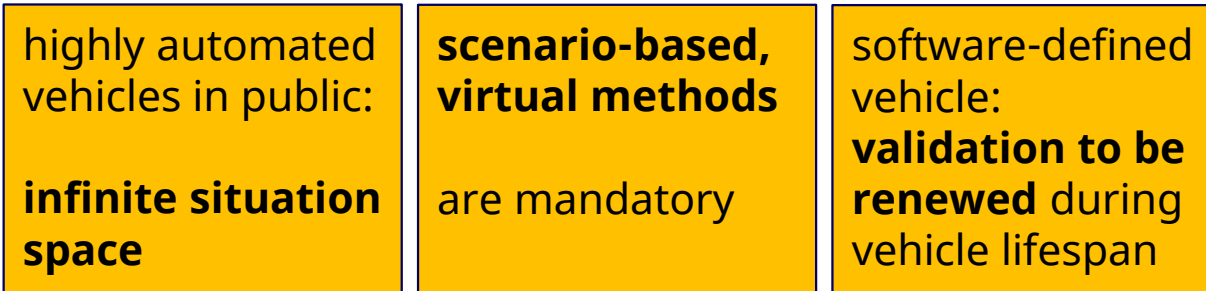 highly automated
vehicles in public:
infinite situation
space
scenario-based,
virtual methods
are mandatory
software-defined
vehicle:
validation to be
renewed during
vehicle lifespan